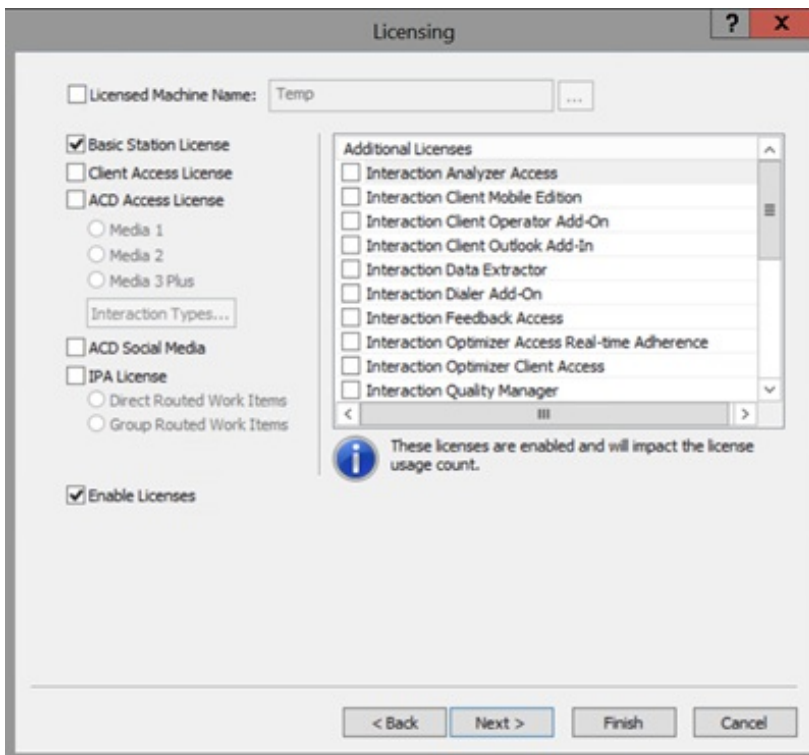 Licensing
? X
Licensed Machine Name: Temp ...
Basic Station License
Client Access License
ACD Access License
Media 1
Media 2
Media 3 Plus
Interaction Types...
ACD Social Media
IPA License
Direct Routed Work Items
Group Routed Work Items
Enable Licenses
Additional Licenses
Interaction Analyzer Access
Interaction Client Mobile Edition
Interaction Client Operator Add-On
Interaction Client Outlook Add-In
Interaction Data Extractor
Interaction Dialer Add-On
Interaction Feedback Access
Interaction Optimizer Access Real-time Adherence
Interaction Optimizer Client Access
Interaction Quality Manager
These licenses are enabled and will impact the license
usage count.
< Back Next > Finish Cancel